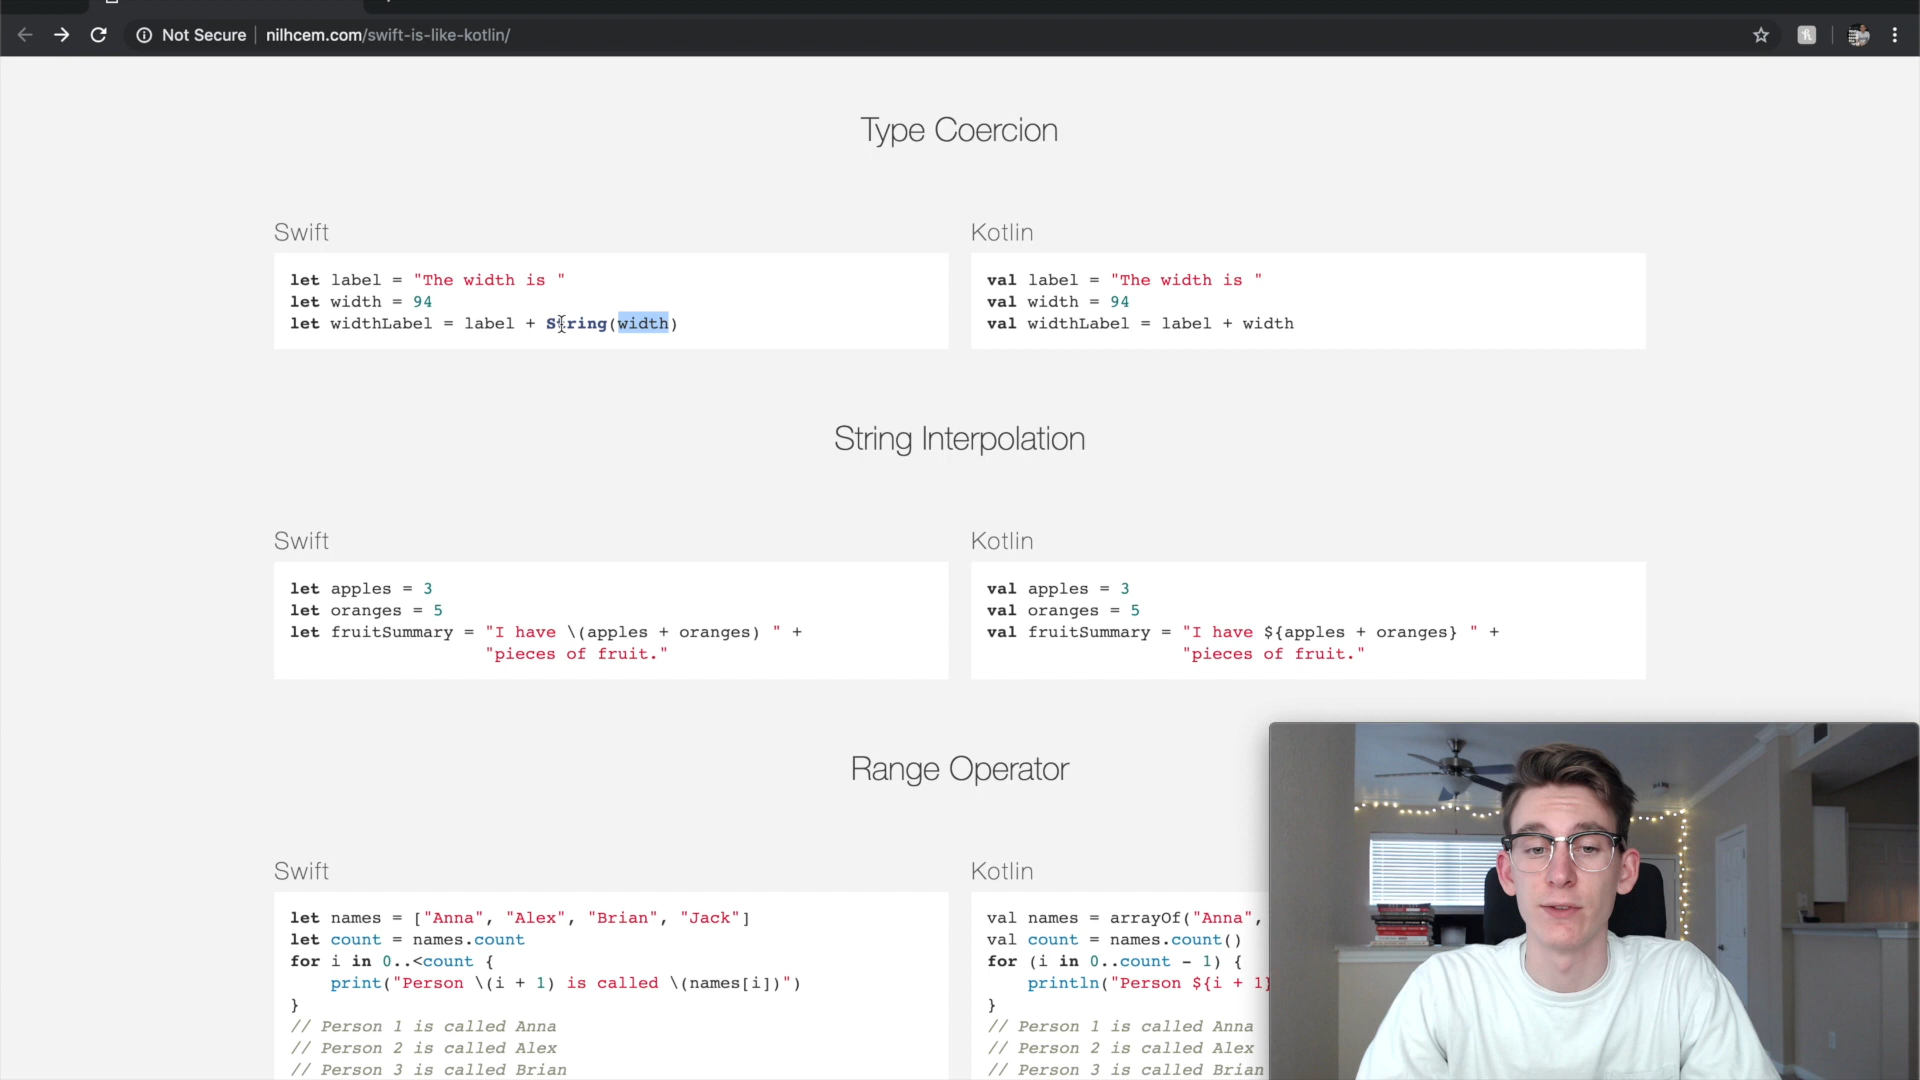 Not Secure nilhcem.com/swift-is-like-kotlin/
Type Coercion
Swift
let label = "The width is "
let width = 94
let widthLabel = label + String(width)
Kotlin
val label = "The width is "
val width = 94
val widthLabel = label + width
String Interpolation
Swift
let apples = 3
let oranges = 5
let fruitSummary = "I have \(apples + oranges) " +
"pieces of fruit."
Kotlin
val apples = 3
val oranges = 5
val fruitSummary = "I have ${apples + oranges} " +
"pieces of fruit."
Range Operator
Swift
let names = ["Anna", "Alex", "Brian", "Jack"]
let count = names.count
for i in 0..<count {
print("Person \(i + 1) is called \(names[i])")
}
// Person 1 is called Anna
// Person 2 is called Alex
// Person 3 is called Brian
Kotlin
val names = arrayOf("Anna",
val count = names.count()
for (i in 0..count - 1) {
println("Person ${i + 1}
}
// Person 1 is called Anna
// Person 2 is called Alex
// Person 3 is called Brian